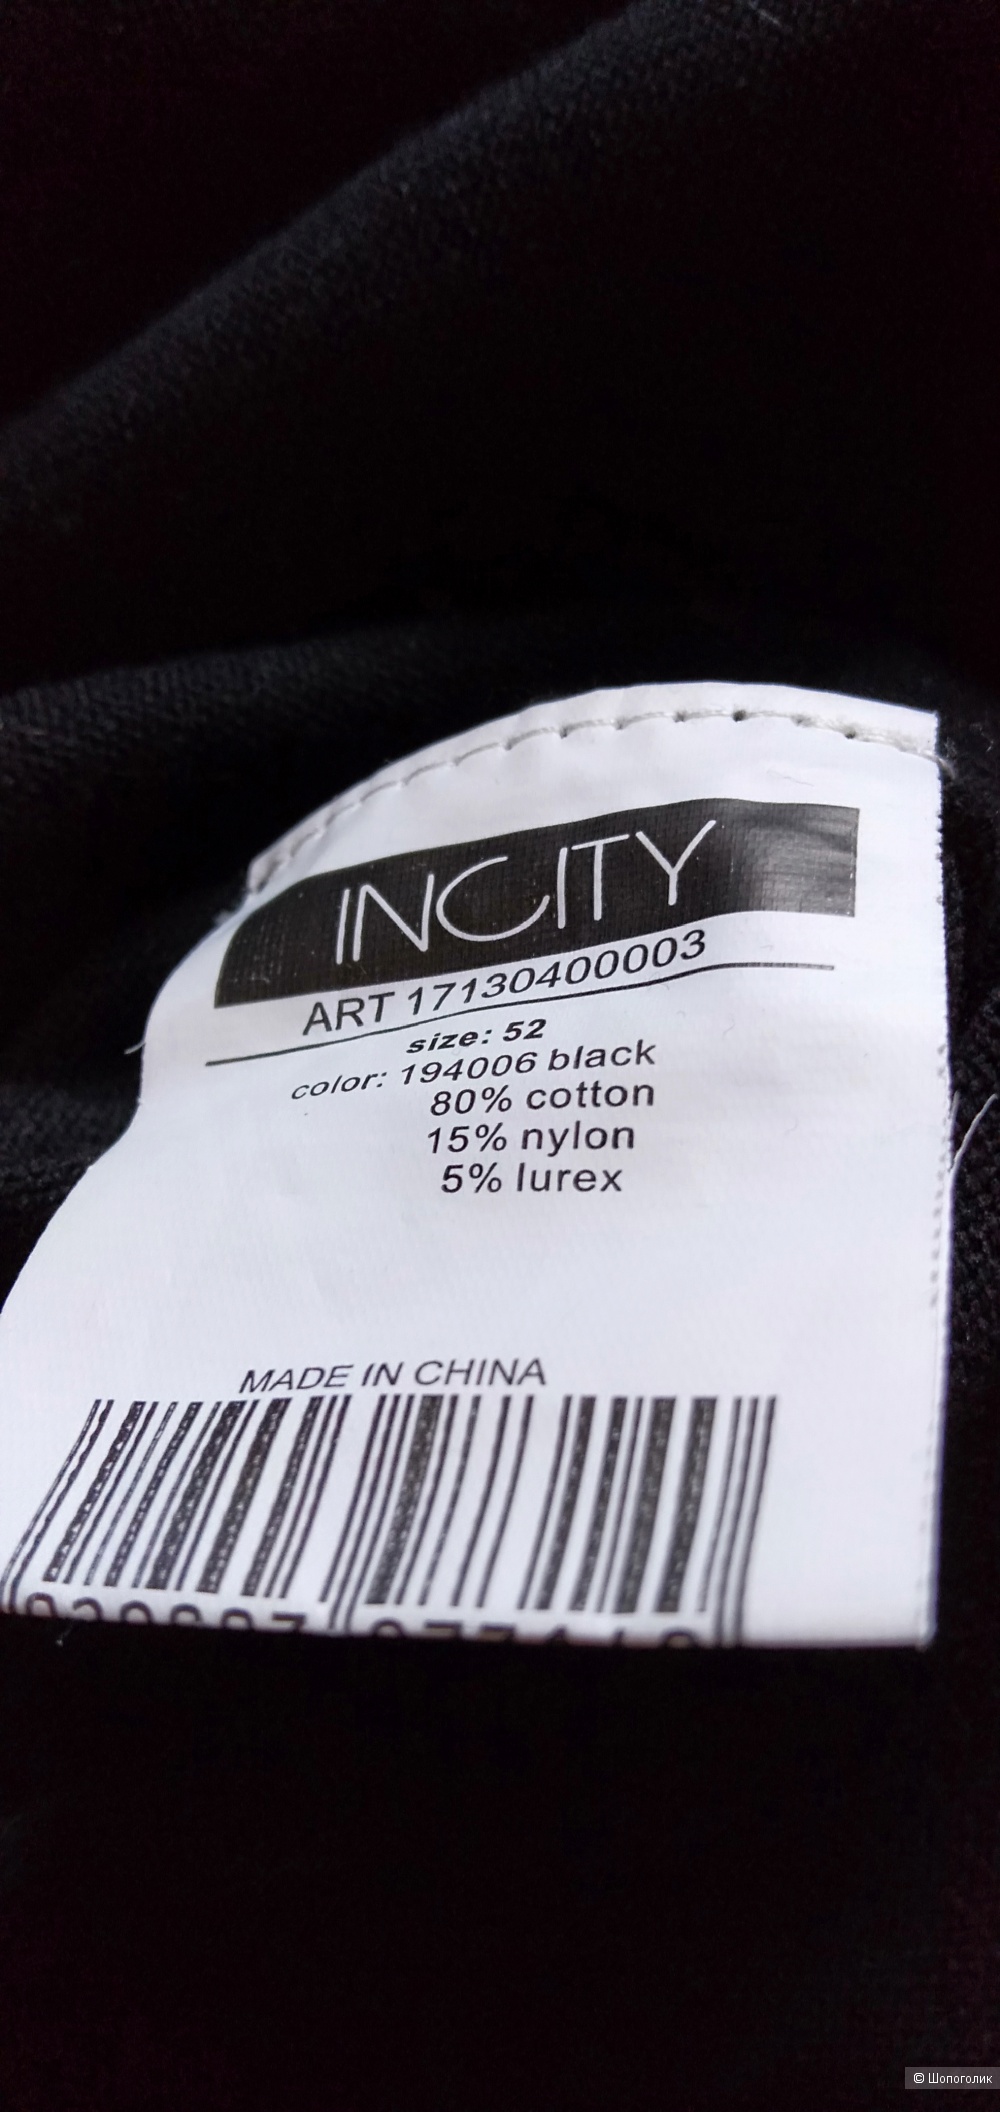 INCITY
ART 17130400003
size: 52
color: 194006 black
80% cotton
15% nylon
5% lurex
MADE IN CHINA
© Шопоголик